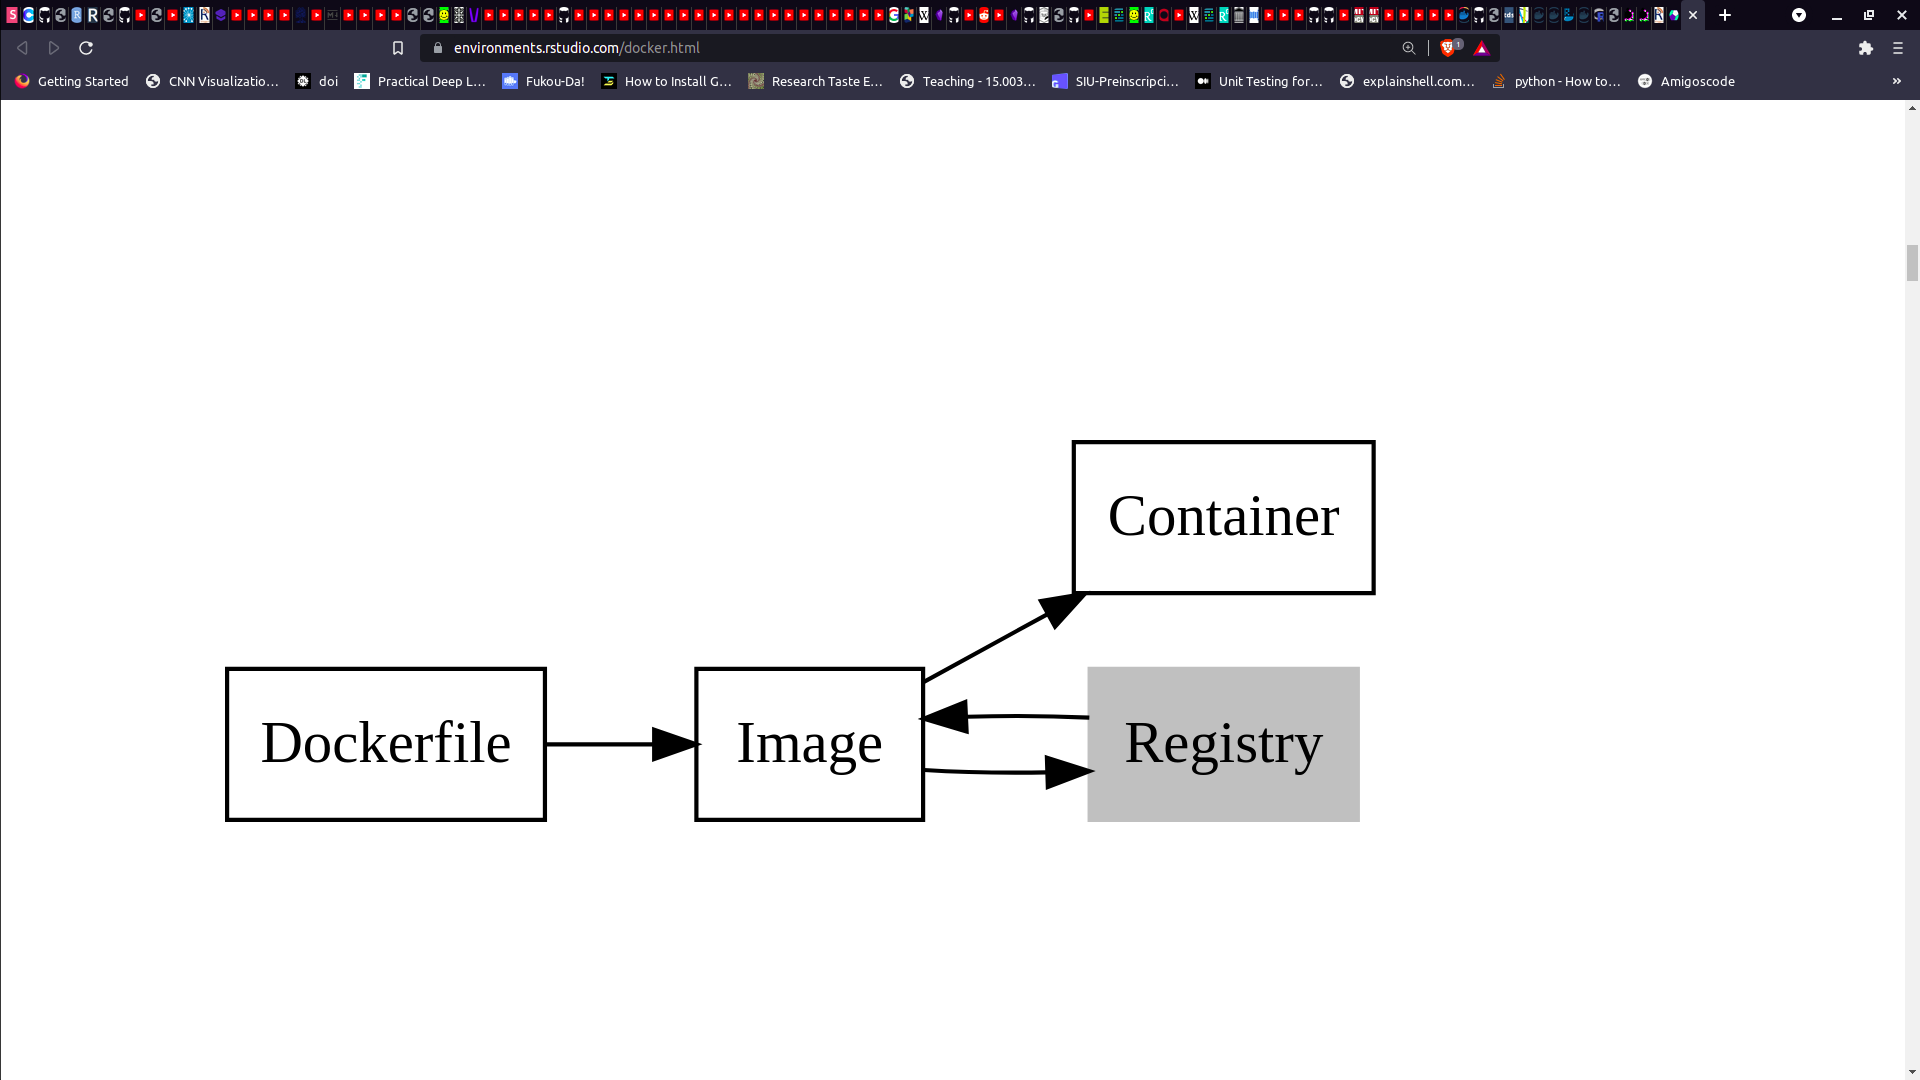 environments.rstudio.com/docker.html
1
Getting Started
CNN Visualizatio...
doi
Practical Deep L...
Fukou-Da!
How to Install G...
Research Taste E...
Teaching - 15.003...
SIU-Preinscripci...
Unit Testing for...
explainshell.com...
python - How to...
Amigoscode
»
Container
Dockerfile
Image
Registry